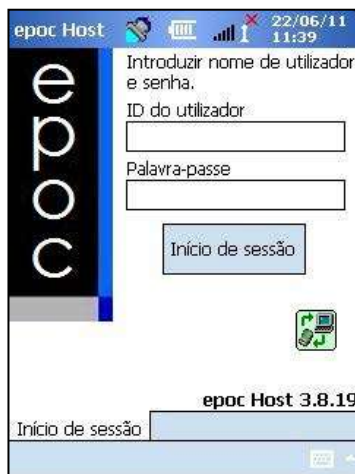 epoc Host
22/06/11
11:39
epoc
Introduzir nome de utilizador
e senha.
ID do utilizador
Palavra-passe
Início de sessão
epoc Host 3.8.19
Início de sessão